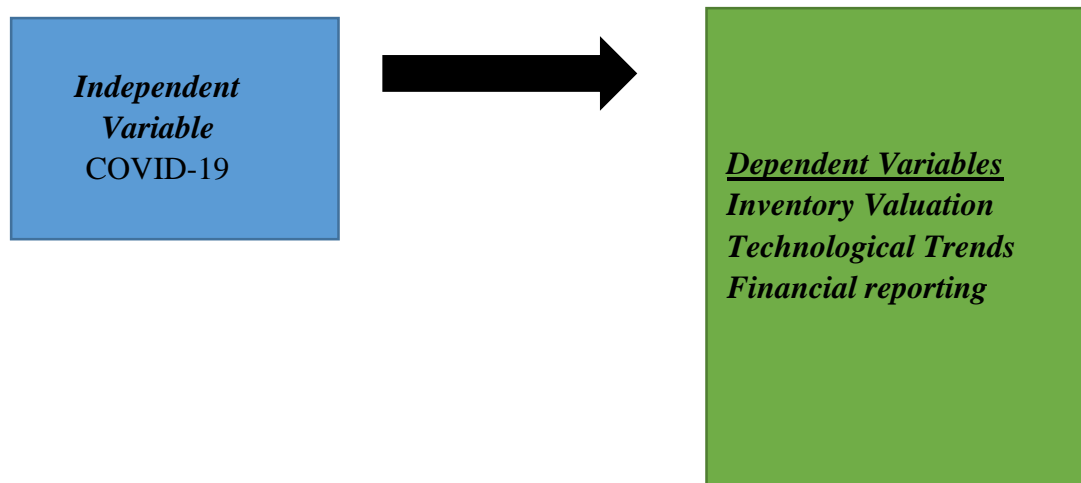 Independent
Variable
COVID-19
Dependent Variables
Inventory Valuation
Technological Trends
Financial reporting